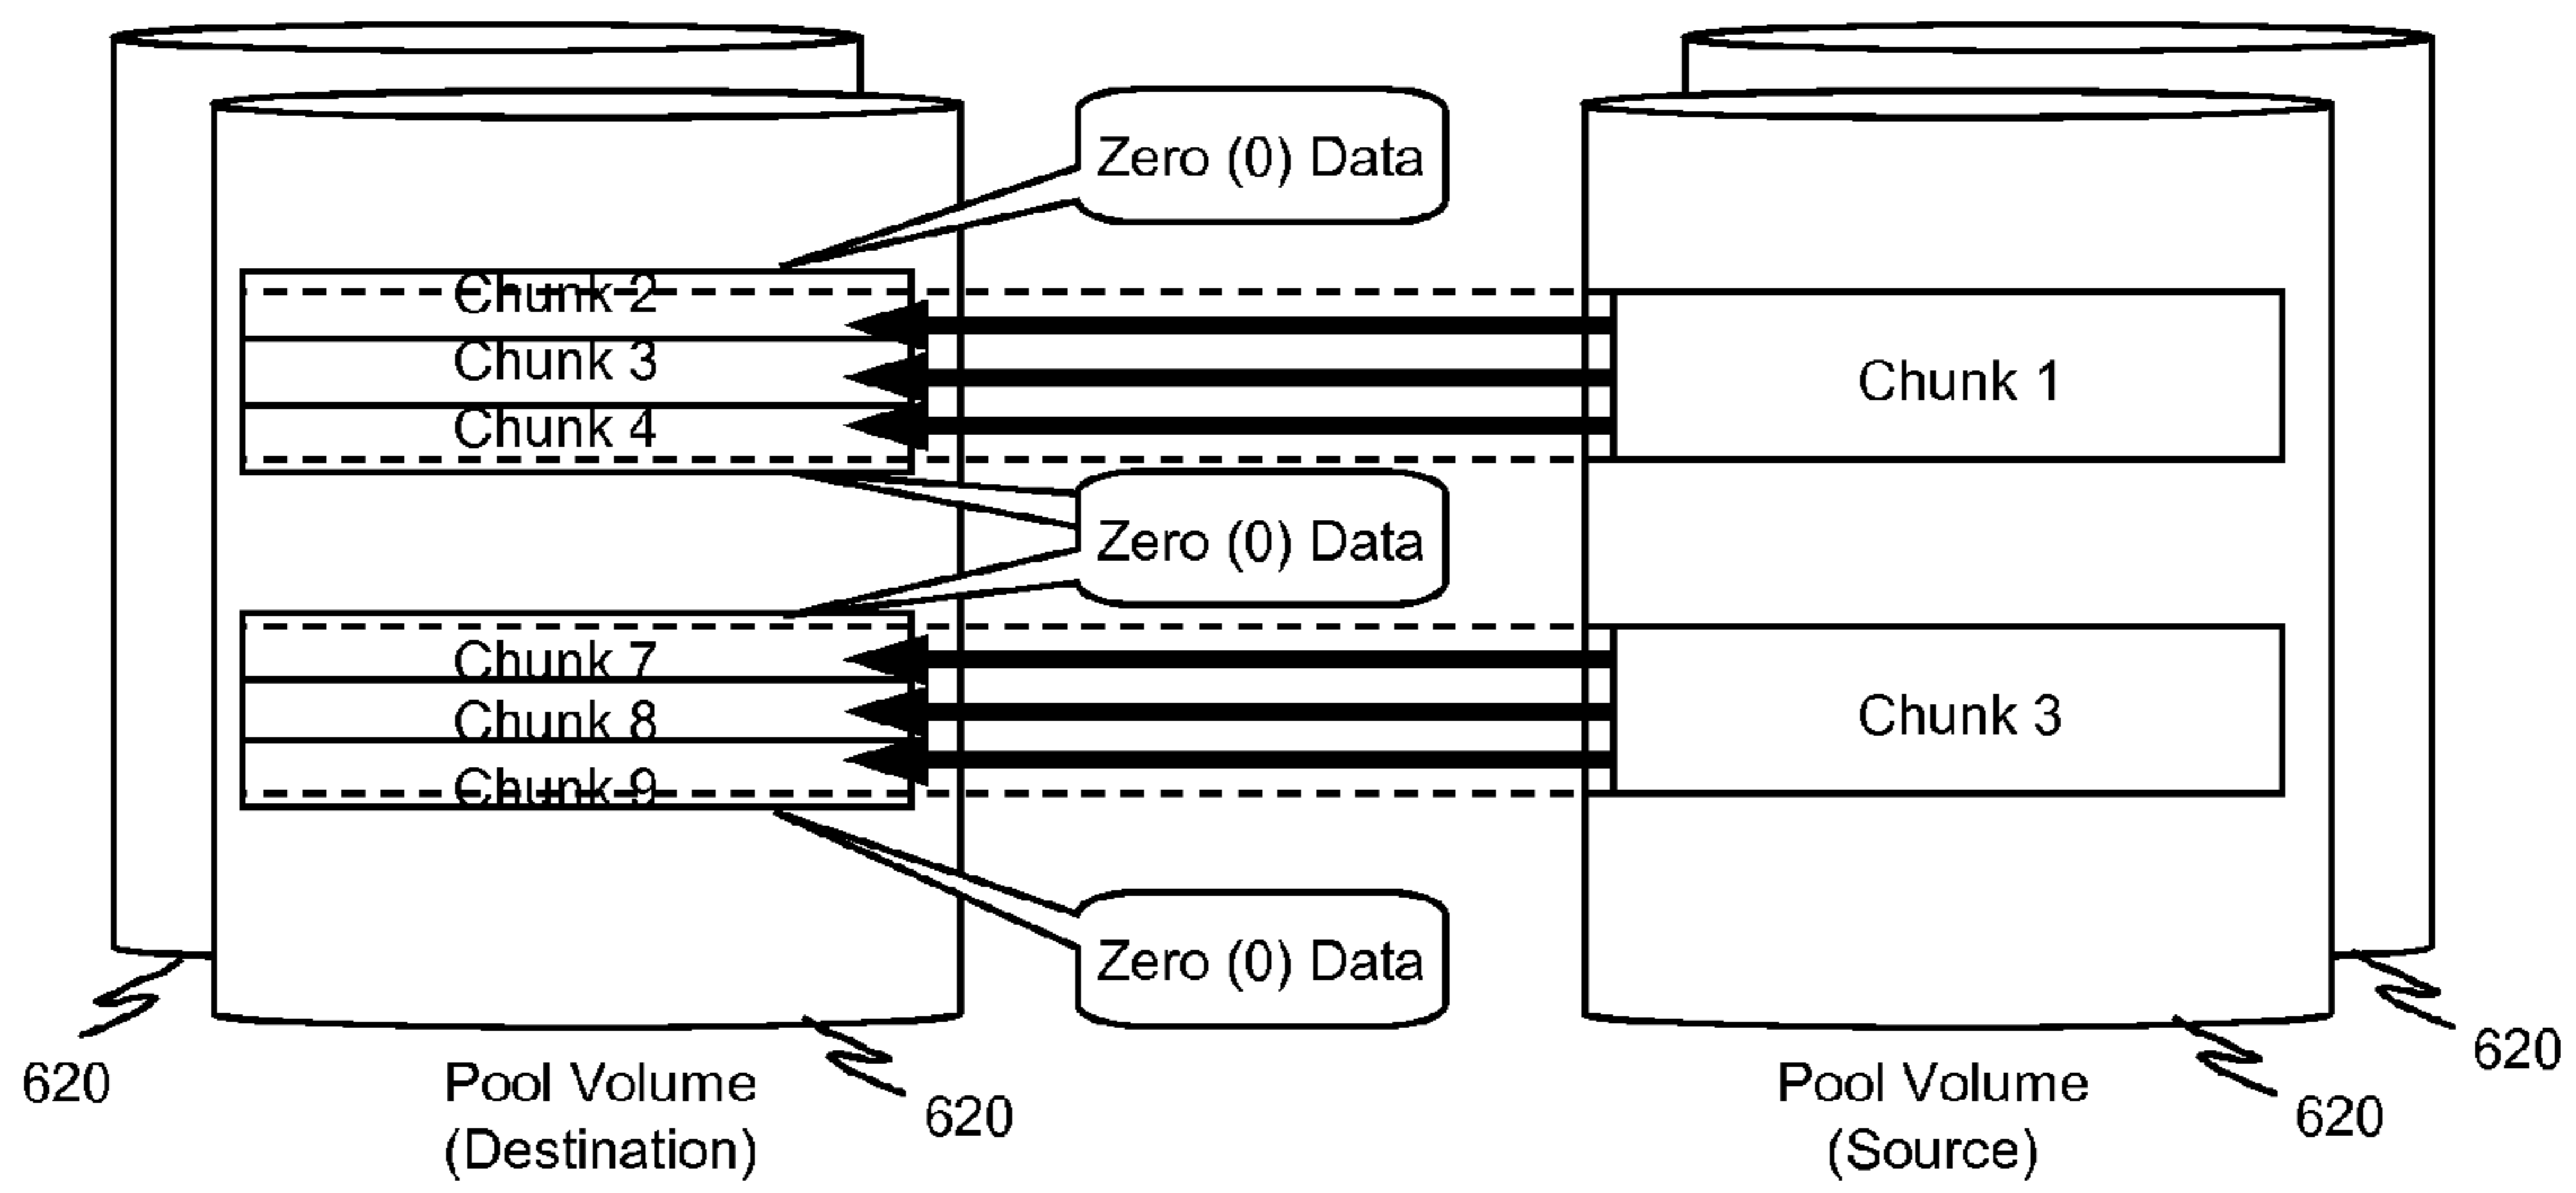 Zero (0) Data
Chunk 2
Chunk 3
Chunk 4
Chunk 1
Zero (0) Data
Chunk 7
Chunk 8
Chunk 9
Chunk 3
Zero (0) Data
620
Pool Volume
(Destination)
620
Pool Volume
(Source)
620
620